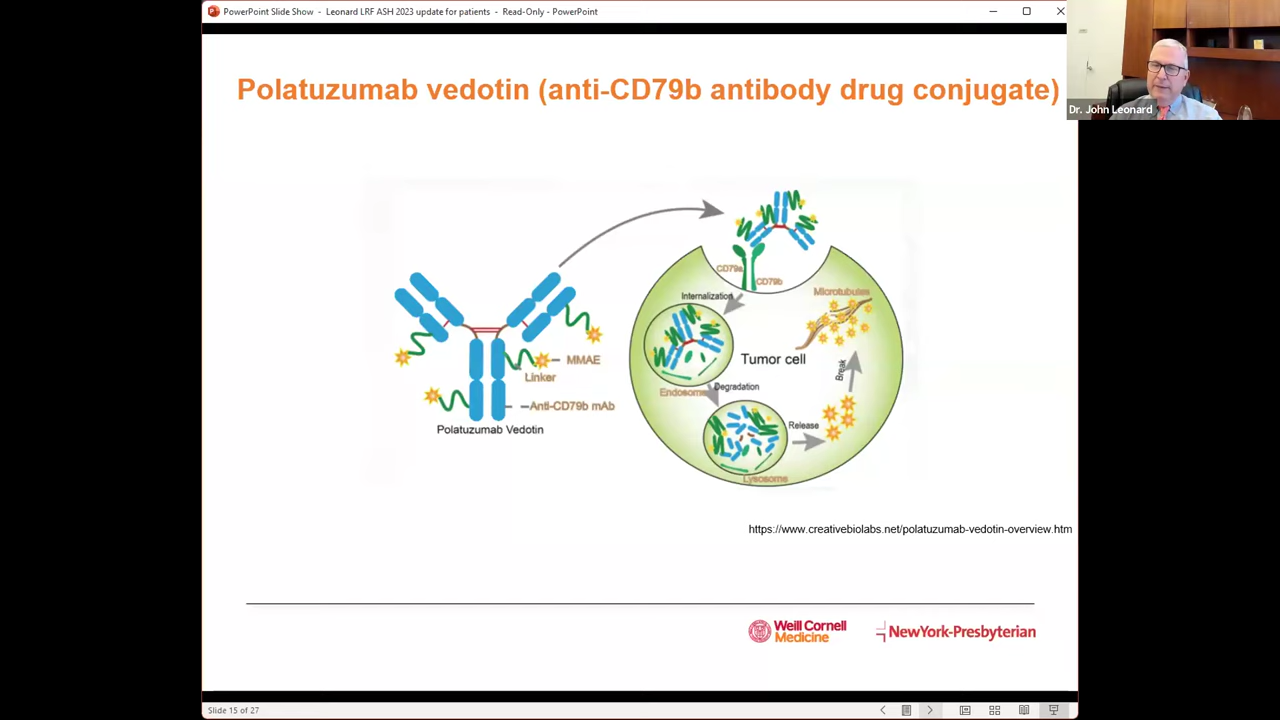 PowerPoint Slide Show - Leonard LRF ASH 2023 update for patients - Read-Only - PowerPoint
Dr. John Leonard
Polatuzumab vedotin (anti-CD79b antibody drug conjugate)
CD79a
CD79b
Internalization
Microtubules
Tumor cell
MMAE
Linker
Break
Endosome
Degradation
Anti-CD79b mAb
Release
Polatuzumab Vedotin
Lysosome
https://www.creativebiolabs.net/polatuzumab-vedotin-overview.htm
Weill Cornell
Medicine
NewYork-Presbyterian
Slide 15 of 27